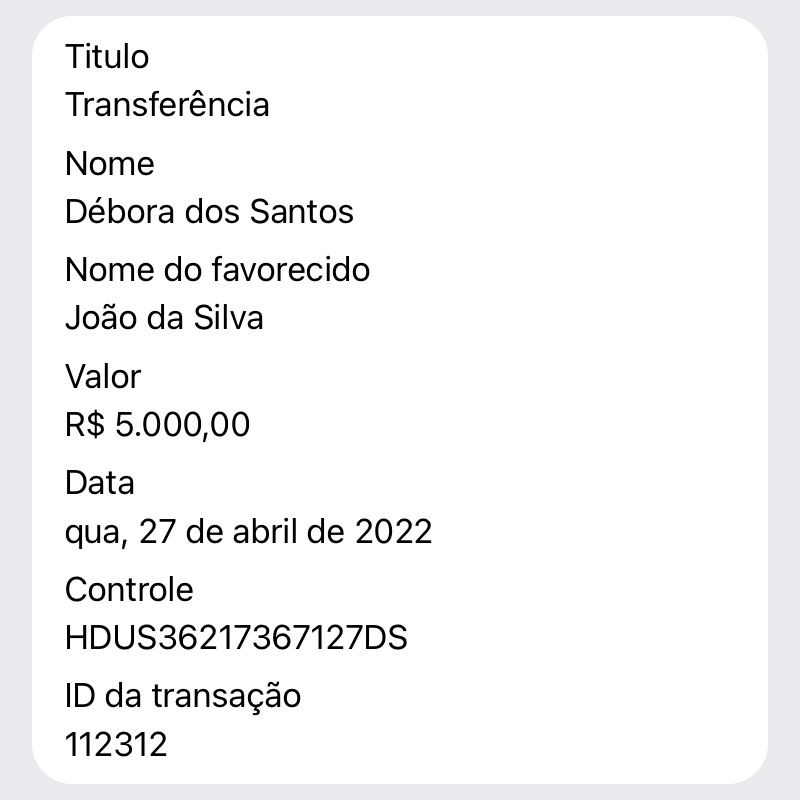 Titulo
Transferência
Nome
Débora dos Santos
Nome do favorecido
João da Silva
Valor
R$ 5.000,00
Data
qua, 27 de abril de 2022
Controle
HDUS36217367127DS
ID da transação
112312